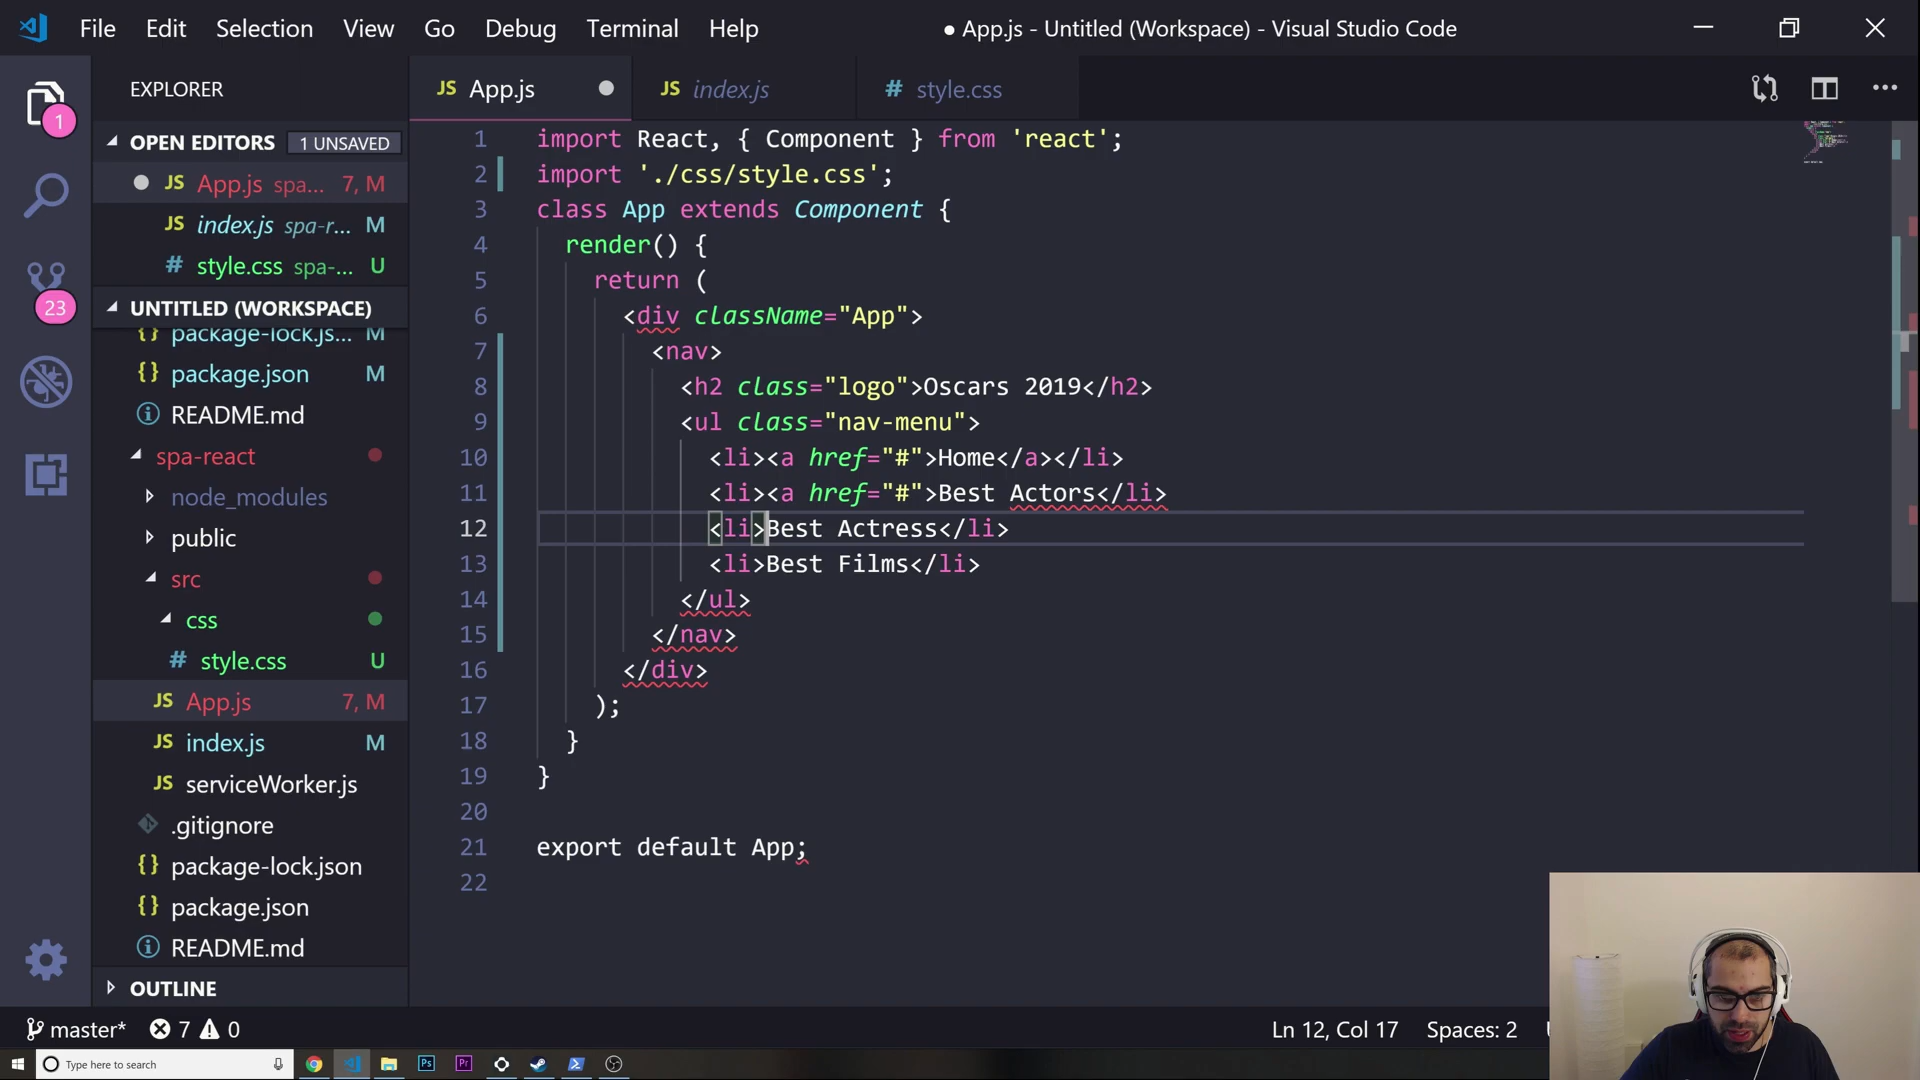 File Edit Selection View Go Debug Terminal Help
● App.js - Untitled (Workspace) - Visual Studio Code
EXPLORER
1
OPEN EDITORS 1 UNSAVED
JS App.js spa... 7, M
JS index.js spa-r... M
# style.css spa-... U
23
UNTITLED (WORKSPACE)
{} package-lock.js... M
{} package.json M
README.md
spa-react
node_modules
public
src
css
# style.css U
JS App.js 7, M
JS index.js M
JS serviceWorker.js
.gitignore
{} package-lock.json
{} package.json
README.md
OUTLINE
JS App.js
JS index.js
# style.css
1 import React, { Component } from 'react';
2 import './css/style.css';
3 class App extends Component {
4 render() {
5 return (
6 <div className="App">
7 <nav>
8 <h2 class="logo">Oscars 2019</h2>
9 <ul class="nav-menu">
10 <li><a href="#">Home</a></li>
11 <li><a href="#">Best Actors</li>
12 <li>Best Actress</li>
13 <li>Best Films</li>
14 </ul>
15 </nav>
16 </div>
17 );
18 }
19 }
20
21 export default App;
22
master* 7 0
Ln 12, Col 17 Spaces: 2
Type here to search
Ps
Pr